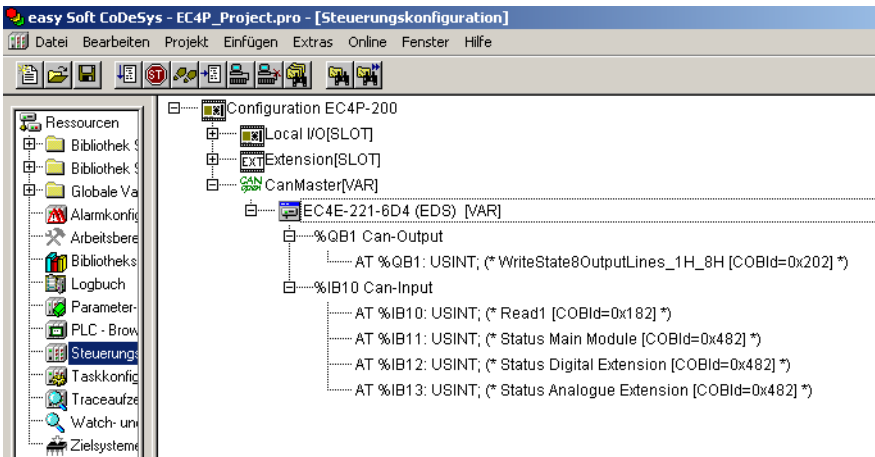 easy Soft CoDeSys - EC4P_Project.pro - [Steuerungskonfiguration]
Datei Bearbeiten Projekt Einfügen Extras Online Fenster Hilfe
Ressourcen
Bibliothek
Bibliothek
Globale Va
Alarmkonfig
Arbeitsbere
Bibliotheks
Logbuch
Parameter-
PLC - Brow
Steuerungs
Taskkonfig
Traceaufze
Watch- un
Zielsysteme
Configuration EC4P-200
Local I/O[SLOT]
EXT Extension[SLOT]
CAN open CanMaster[VAR]
EC4E-221-6D4 (EDS) [VAR]
%QB1 Can-Output
AT %QB1: USINT; (* WriteState8OutputLines_1H_8H [COBId=0x202] *)
%IB10 Can-Input
AT %IB10: USINT; (* Read1 [COBId=0x182] *)
AT %IB11: USINT; (* Status Main Module [COBId=0x482] *)
AT %IB12: USINT; (* Status Digital Extension [COBId=0x482] *)
AT %IB13: USINT; (* Status Analogue Extension [COBId=0x482] *)